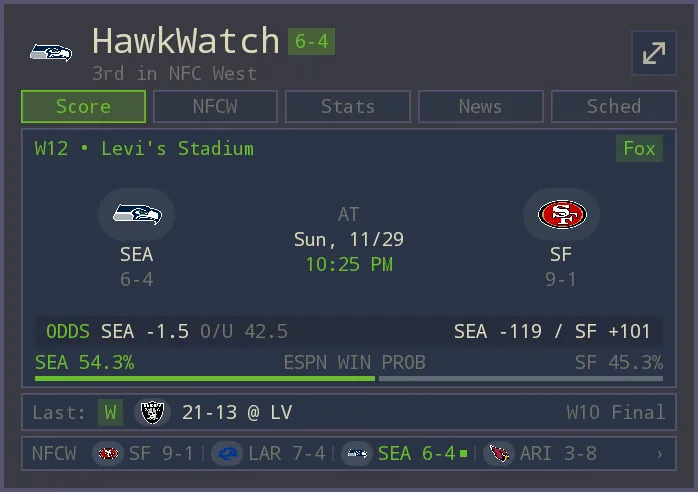 HawkWatch 6-4
3rd in NFC West
Score NFCW Stats News Sched
W12 • Levi's Stadium Fox
AT
Sun, 11/29
10:25 PM
SEA
6-4
SF
9-1
ODDS SEA -1.5 O/U 42.5 SEA -119 / SF +101
SEA 54.3% ESPN WIN PROB SF 45.3%
Last: W 21-13 @ LV W10 Final
NFCW SF 9-1 | LAR 7-4 | SEA 6-4 | ARI 3-8 ›